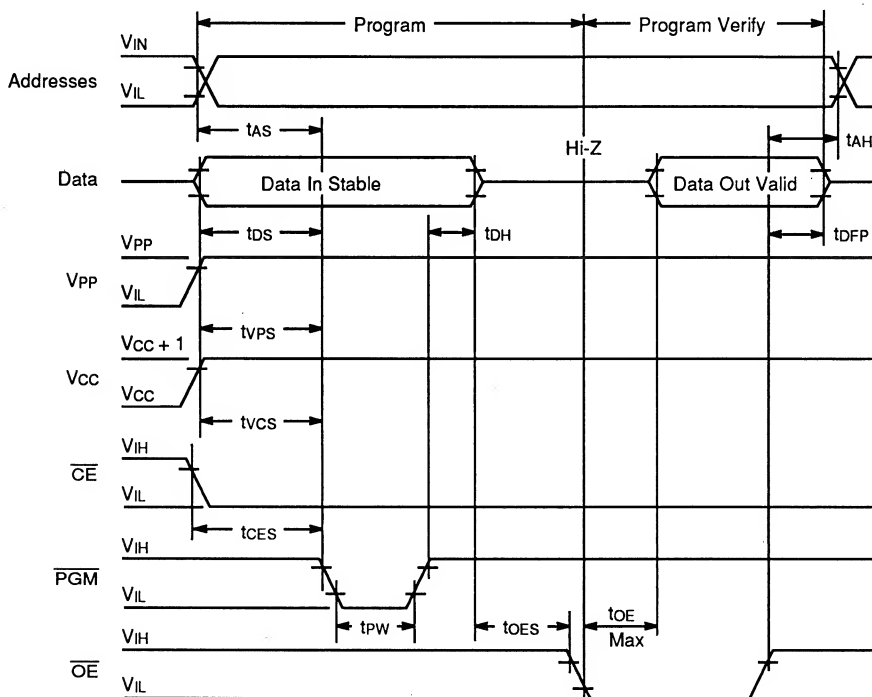 Program Program Verify
VIN
Addresses
VIL
tAS
tAH
Hi-Z
Data Data In Stable Data Out Valid
tDS tDH tDFP
VPP
VPP
VIL
tVPS
VCC + 1
VCC
VCC
tVCS
VIH
CE
VIL
tCES
VIH
PGM
VIL
tPW tOES tOE
Max
VIH
OE
VIL